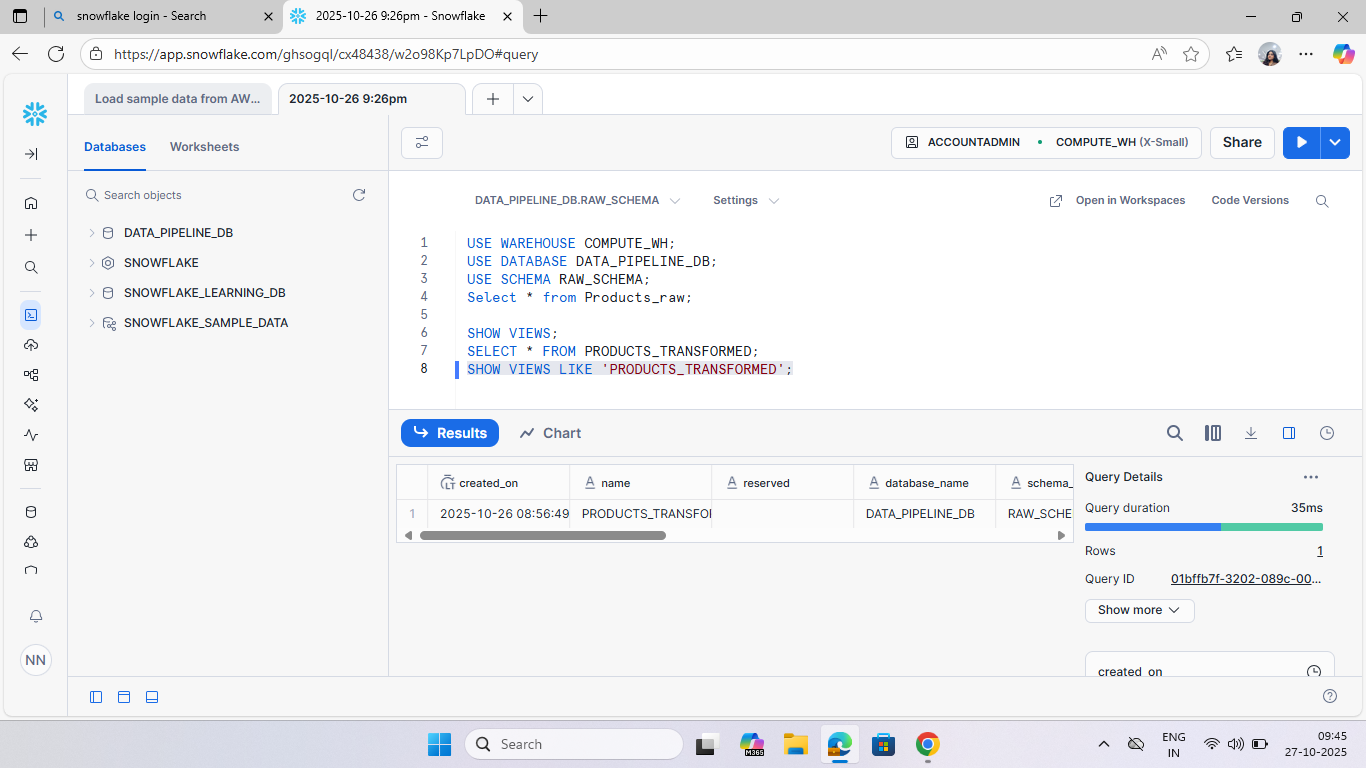 snowflake login - Search
2025-10-26 9:26pm - Snowflake
https://app.snowflake.com/ghsogql/cx48438/w2o98Kp7LpDO#query
Load sample data from AW...
2025-10-26 9:26pm
Databases
Worksheets
ACCOUNTADMIN
COMPUTE_WH (X-Small)
Share
Search objects
DATA_PIPELINE_DB
SNOWFLAKE
SNOWFLAKE_LEARNING_DB
SNOWFLAKE_SAMPLE_DATA
DATA_PIPELINE_DB.RAW_SCHEMA
Settings
Open in Workspaces
Code Versions
1 USE WAREHOUSE COMPUTE_WH;
2 USE DATABASE DATA_PIPELINE_DB;
3 USE SCHEMA RAW_SCHEMA;
4 Select * from Products_raw;
5
6 SHOW VIEWS;
7 SELECT * FROM PRODUCTS_TRANSFORMED;
8 SHOW VIEWS LIKE 'PRODUCTS_TRANSFORMED';
Results
Chart
created_on name reserved database_name schema_
1 2025-10-26 08:56:49 PRODUCTS_TRANSFOI DATA_PIPELINE_DB RAW_SCHE
Query Details
Query duration 35ms
Rows 1
Query ID 01bffb7f-3202-089c-00...
Show more
created_on
NN
Search
M365
ENG
IN
09:45
27-10-2025